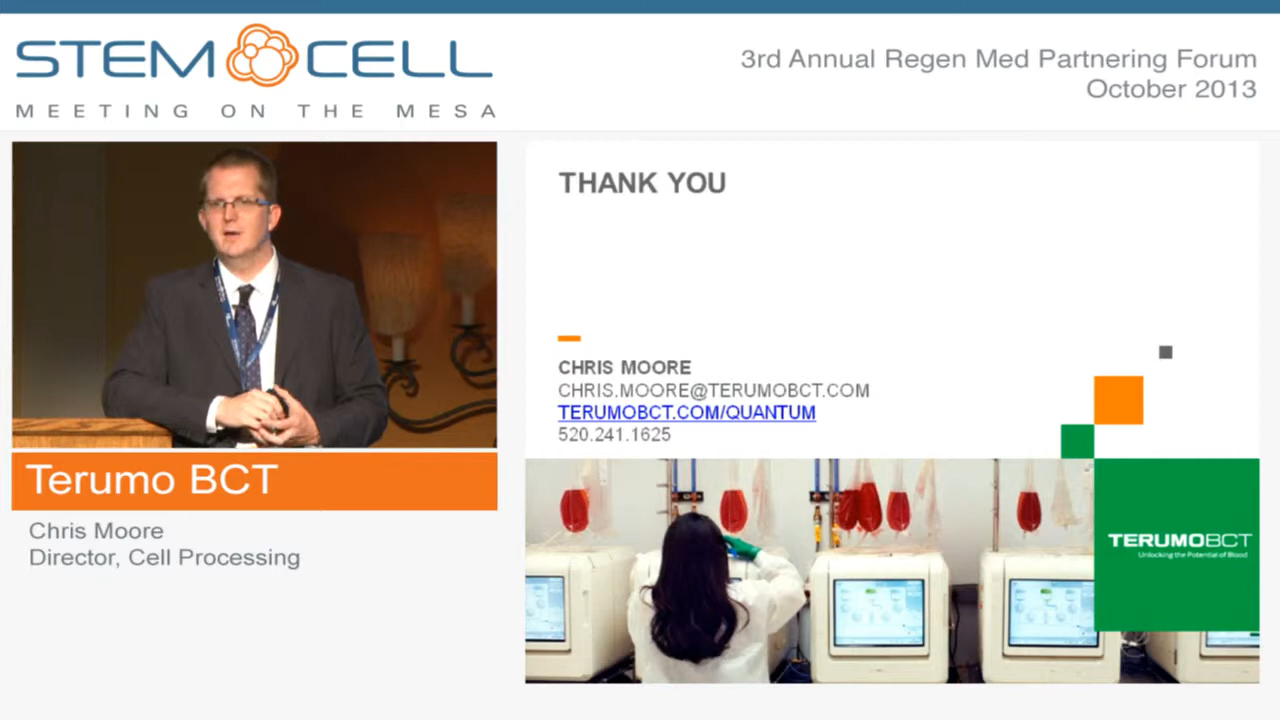 STEM CELL
MEETING ON THE MESA
3rd Annual Regen Med Partnering Forum
October 2013
THANK YOU
CHRIS MOORE
CHRIS.MOORE@TERUMOBCT.COM
TERUMOBCT.COM/QUANTUM
520.241.1625
TERUMOBCT
Unlocking the Potential of Blood
Terumo BCT
Chris Moore
Director, Cell Processing